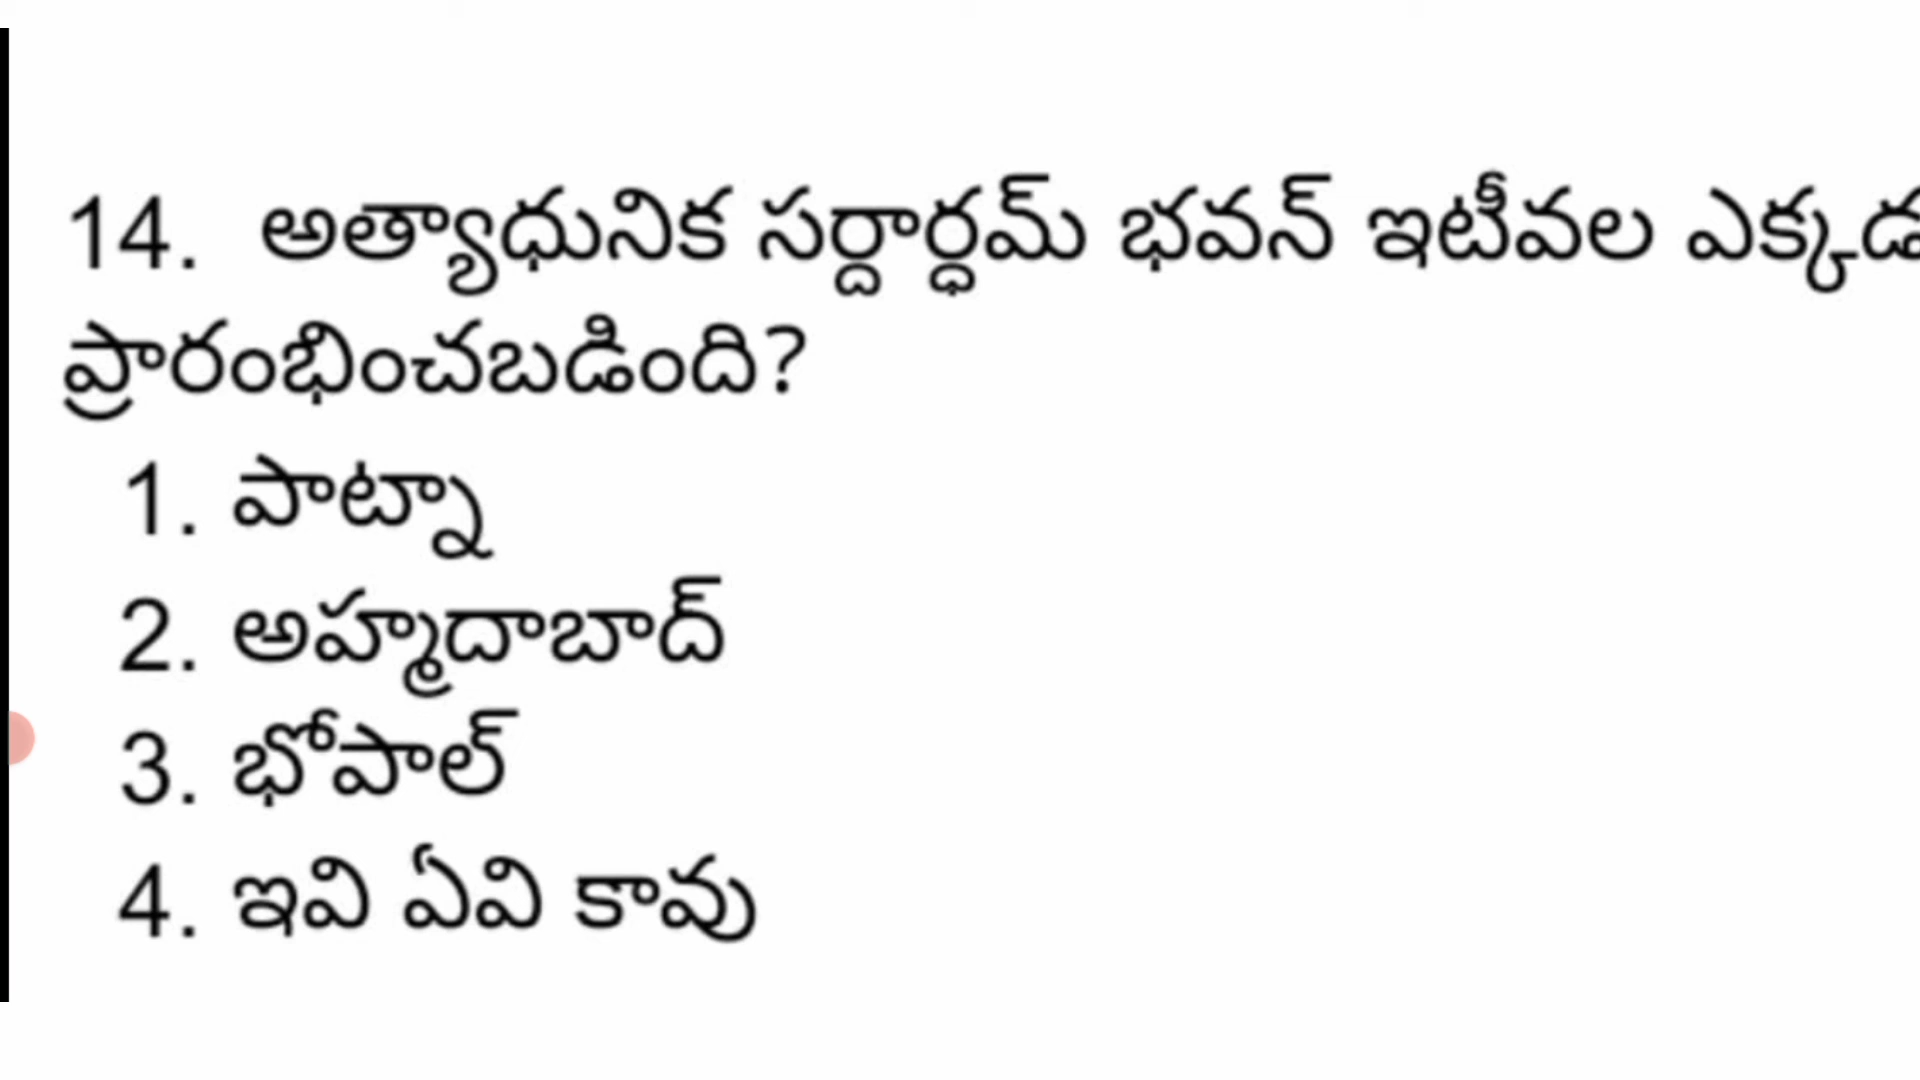 14. అత్యాధునిక సర్దార్ధమ్ భవన్ ఇటీవల ఎక్కడ
ప్రారంభించబడింది?
1. పాట్నా
2. అహ్మదాబాద్
3. భోపాల్
4. ఇవి ఏవి కావు